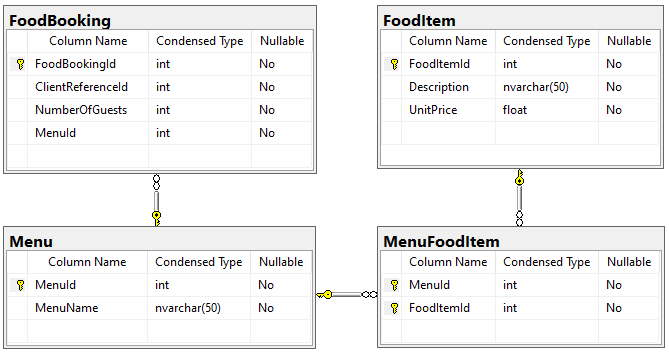 FoodBooking
Column Name Condensed Type Nullable
FoodBookingId int No
ClientReferenceId int No
NumberOfGuests int No
MenuId int No
FoodItem
Column Name Condensed Type Nullable
FoodItemId int No
Description nvarchar(50) No
UnitPrice float No
Menu
Column Name Condensed Type Nullable
MenuId int No
MenuName nvarchar(50) No
MenuFoodItem
Column Name Condensed Type Nullable
MenuId int No
FoodItemId int No